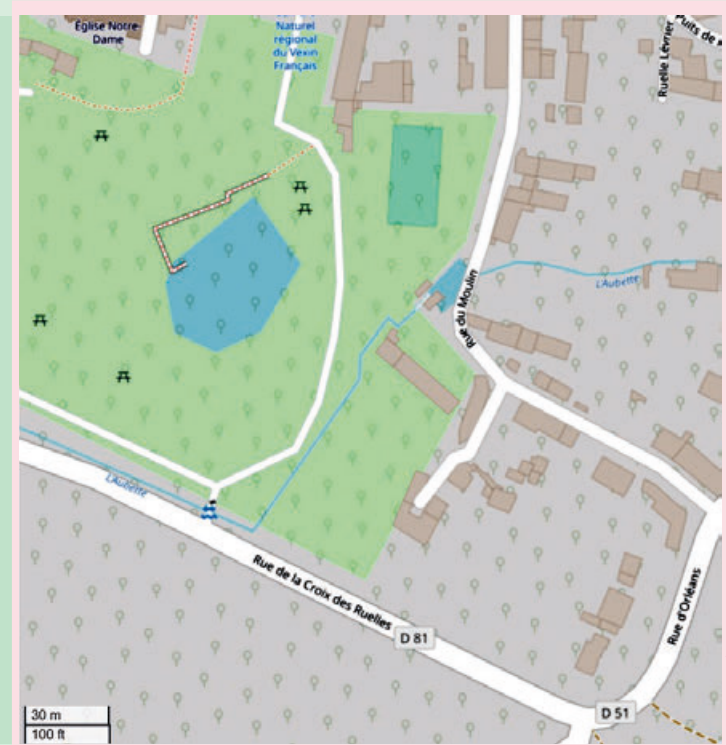 Église Notre-
Dame
Naturel
régional
du Vexin
Français
Ruelle Lévrier
Puits de
Rue du Moulin
L'Aubette
L'Aubette
Rue de la Croix des Ruelles
D 81
Rue d'Orléans
D 51
30 m
100 ft